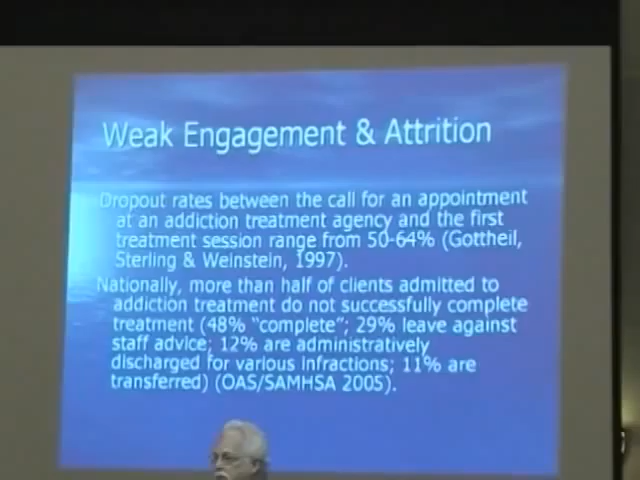 Weak Engagement & Attrition
Dropout rates between the call for an appointment
at an addiction treatment agency and the first
treatment session range from 50-64% (Gottheil,
Sterling & Weinstein, 1997).
Nationally, more than half of clients admitted to
addiction treatment do not successfully complete
treatment (48% "complete"; 29% leave against
staff advice; 12% are administratively
discharged for various infractions; 11% are
transferred) (OAS/SAMHSA 2005).